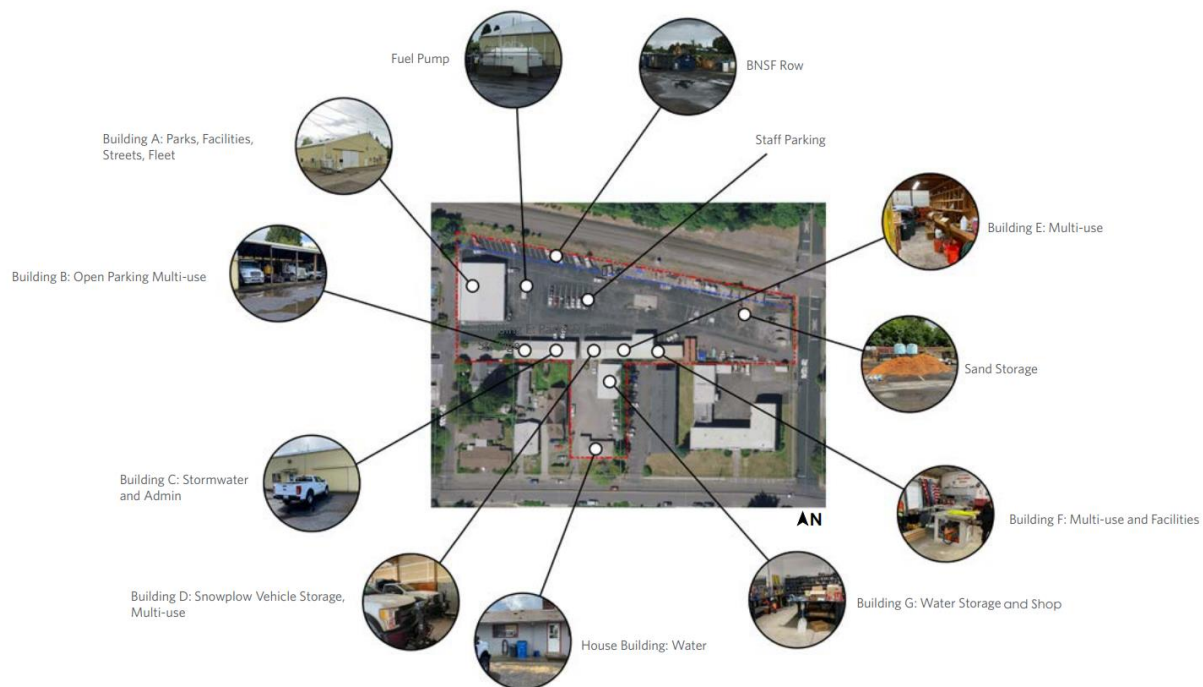 Fuel Pump
BNSF Row
Building A: Parks, Facilities,
Streets, Fleet
Staff Parking
Building E: Multi-use
Building B: Open Parking Multi-use
Sand Storage
Building C: Stormwater
and Admin
N
Building F: Multi-use and Facilities
Building D: Snowplow Vehicle Storage,
Multi-use
Building G: Water Storage and Shop
House Building: Water